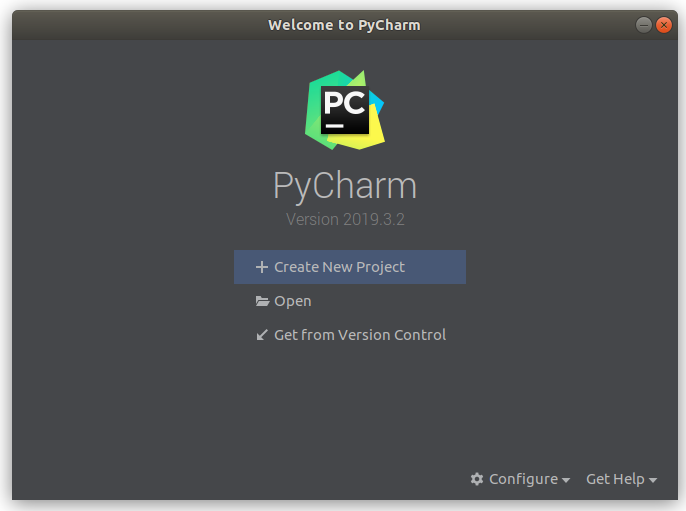 Welcome to PyCharm
PC
PyCharm
Version 2019.3.2
Create New Project
Open
Get from Version Control
Configure
Get Help